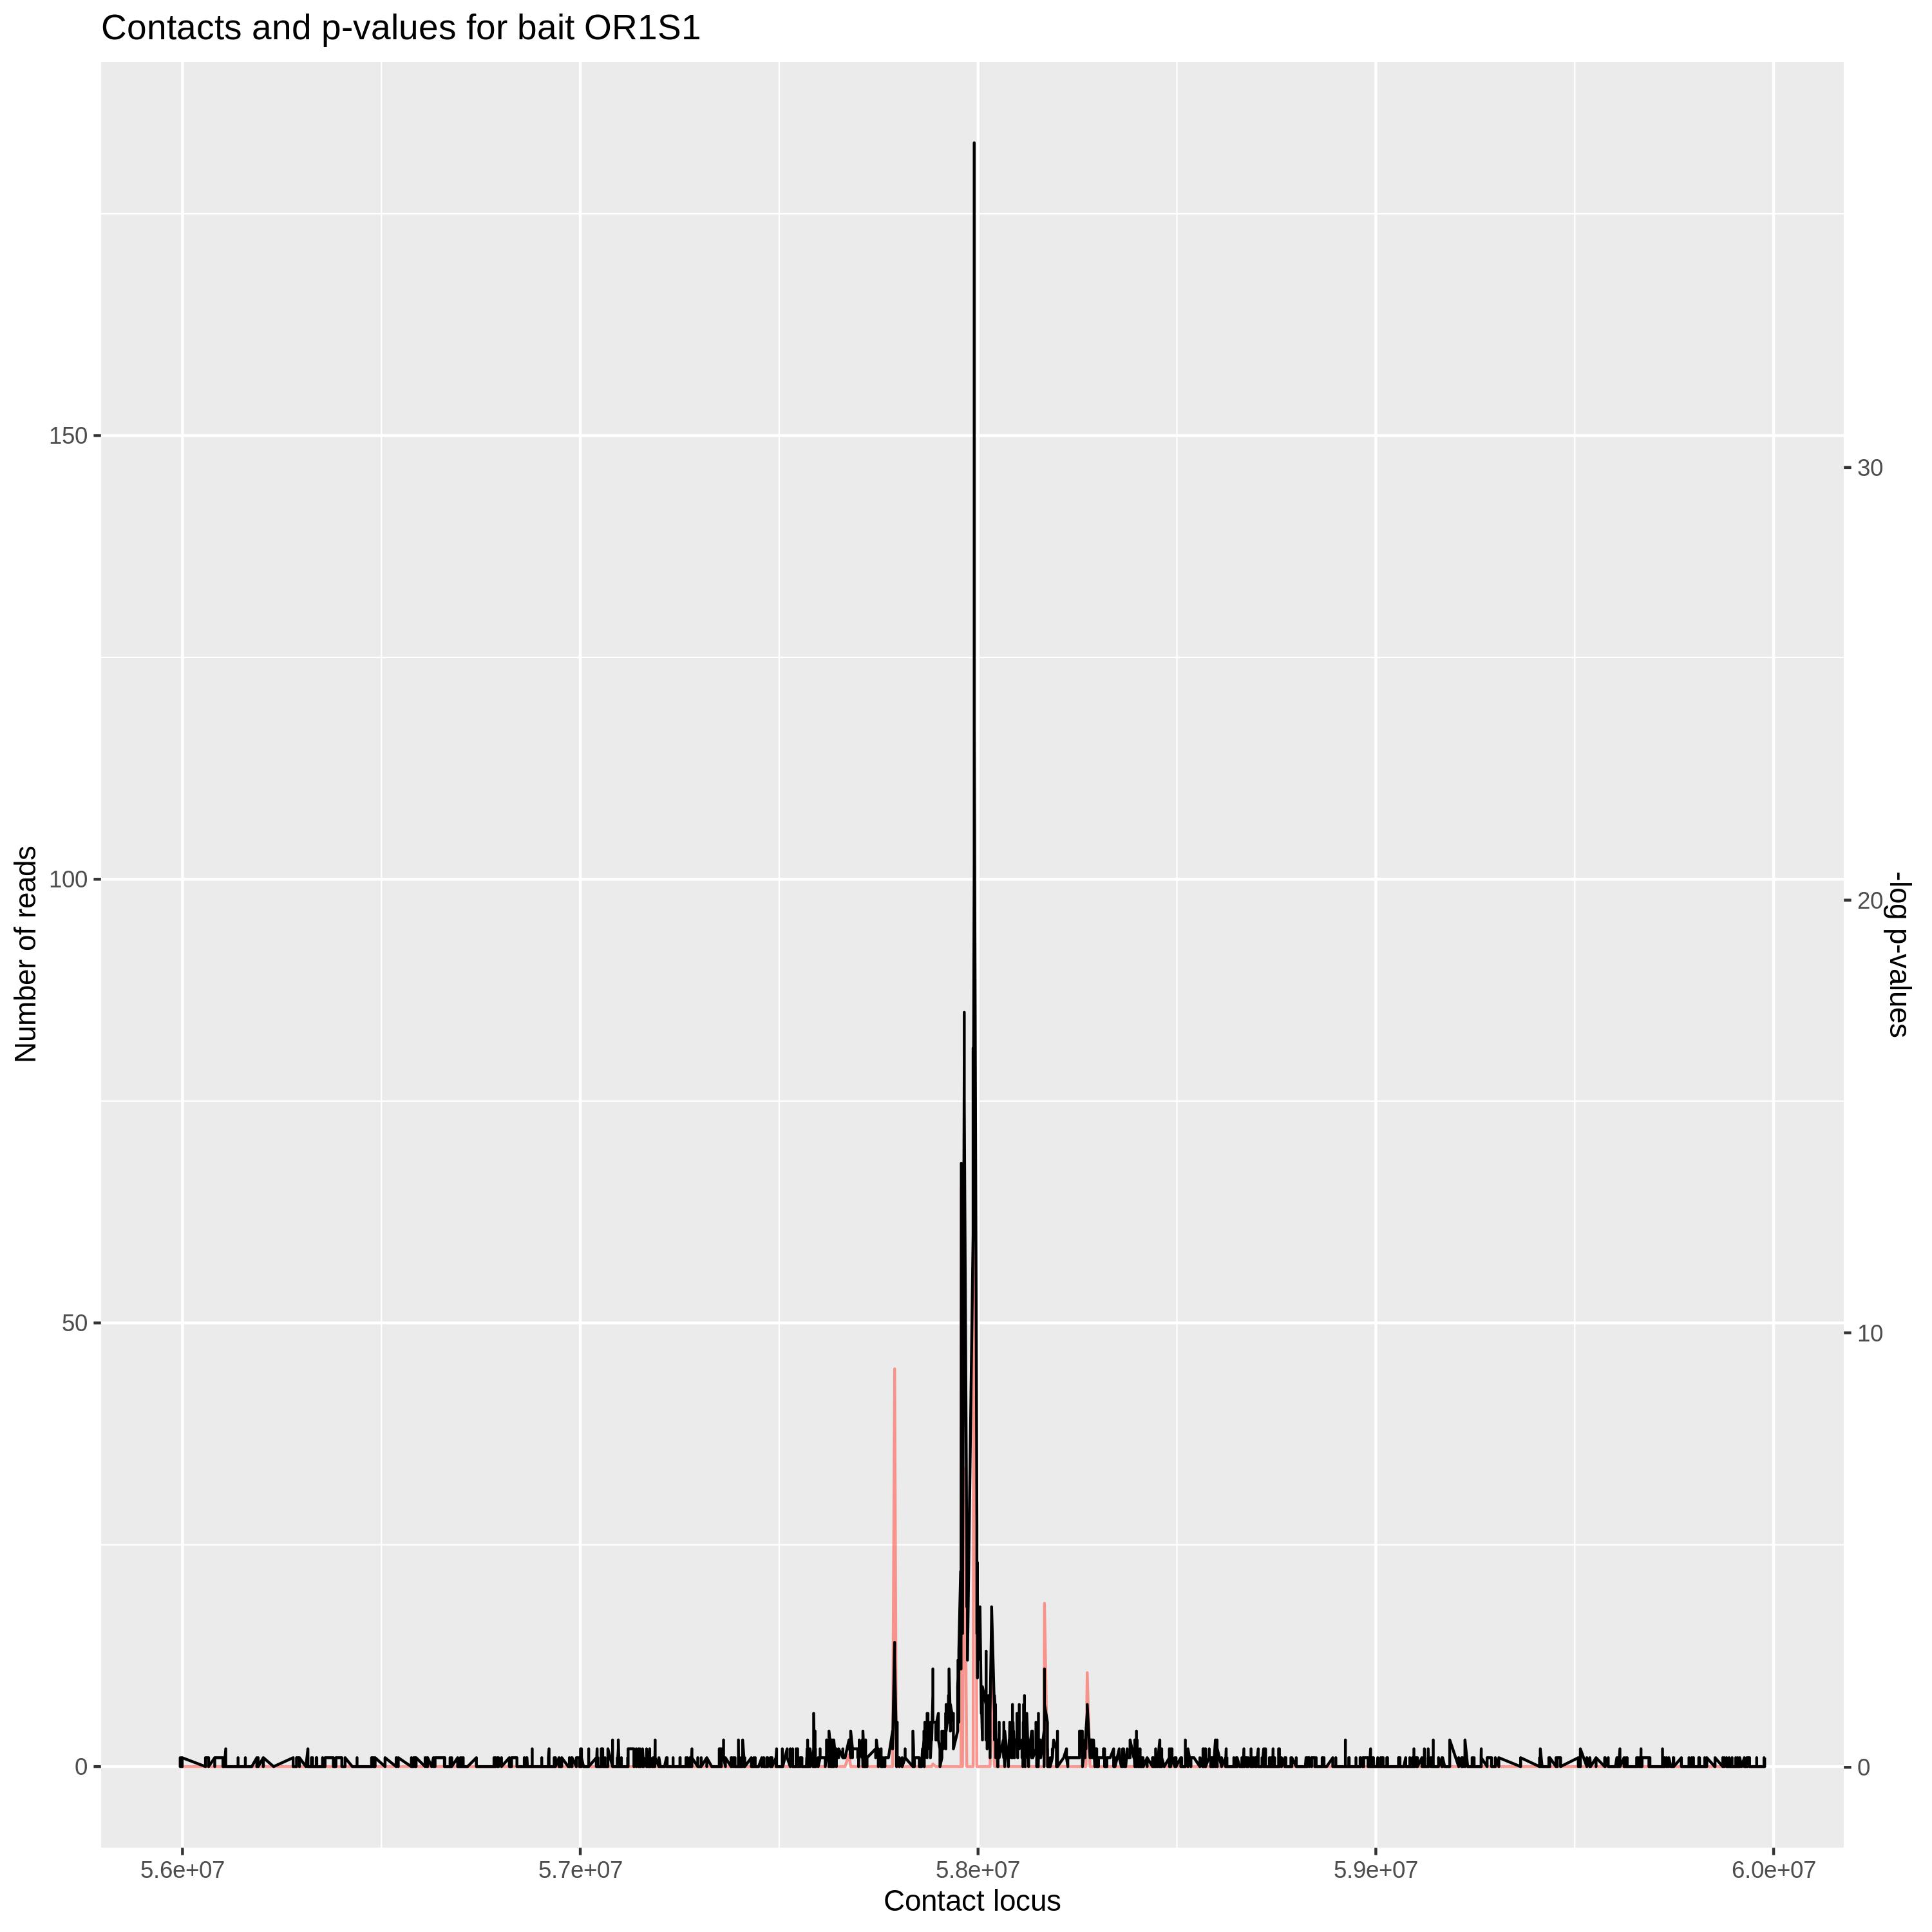 Contacts and p-values for bait OR1S1
150
100
50
0
Number of reads
30
20
10
0
-log p-values
5.6e+07
5.7e+07
5.8e+07
5.9e+07
6.0e+07
Contact locus